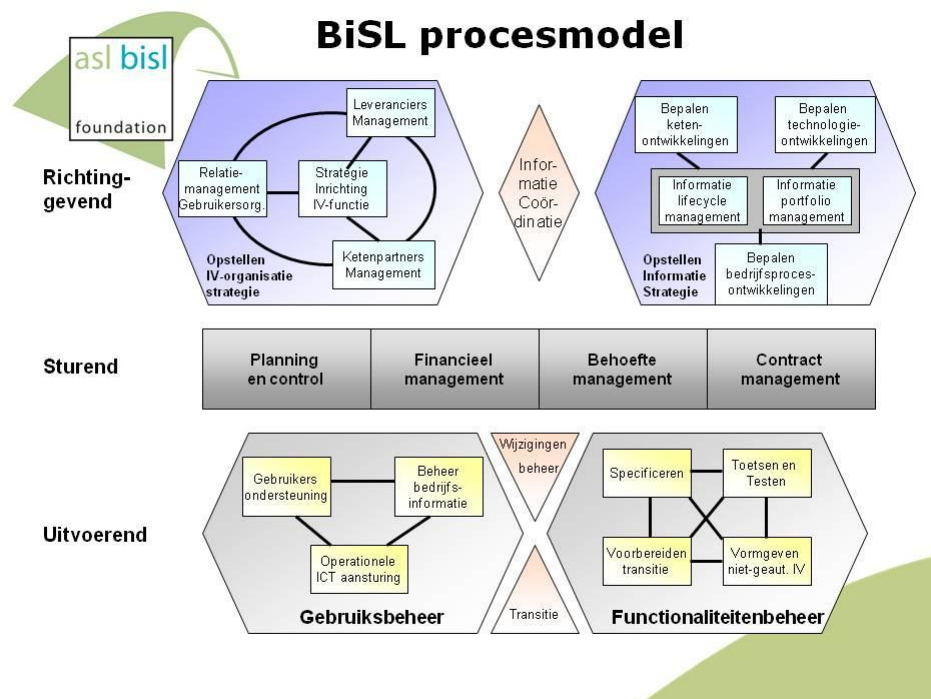 BiSL procesmodel
asl bisl
foundation
Richting-
gevend
Leveranciers
Management
Relatie-
management
Gebruikersorg.
Strategie
Inrichting
IV-functie
Ketenpartners
Management
Opstellen
IV-organisatie
strategie
Infor-
matie
Coör-
dinatie
Bepalen
keten-
ontwikkelingen
Bepalen
technologie-
ontwikkelingen
Informatie
lifecycle
management
Informatie
portfolio
management
Opstellen
Informatie
Strategie
Bepalen
bedrijfsproces-
ontwikkelingen
Sturend
Planning
en control
Financieel
management
Behoefte
management
Contract
management
Uitvoerend
Gebruikers
ondersteuning
Beheer
bedrijfs-
informatie
Operationele
ICT aansturing
Gebruiksbeheer
Wijzigingen
beheer
Transitie
Specificeren
Toetsen en
Testen
Voorbereiden
transitie
Vormgeven
niet-geaut. IV
Functionaliteitenbeheer